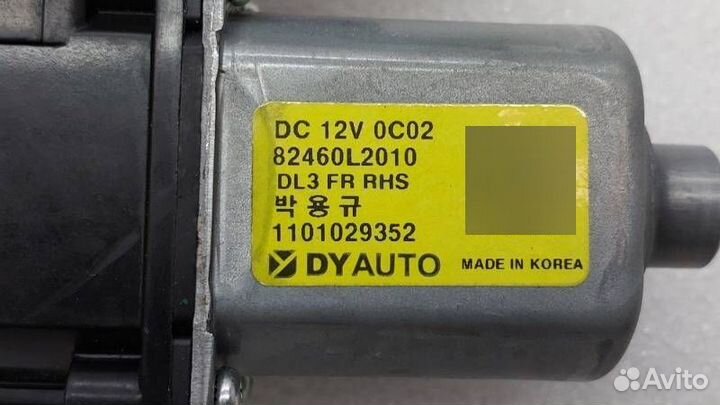 DC 12V 0C02
82460L2010
DL3 FR RHS
박용규
1101029352
DYAUTO MADE IN KOREA
Avito